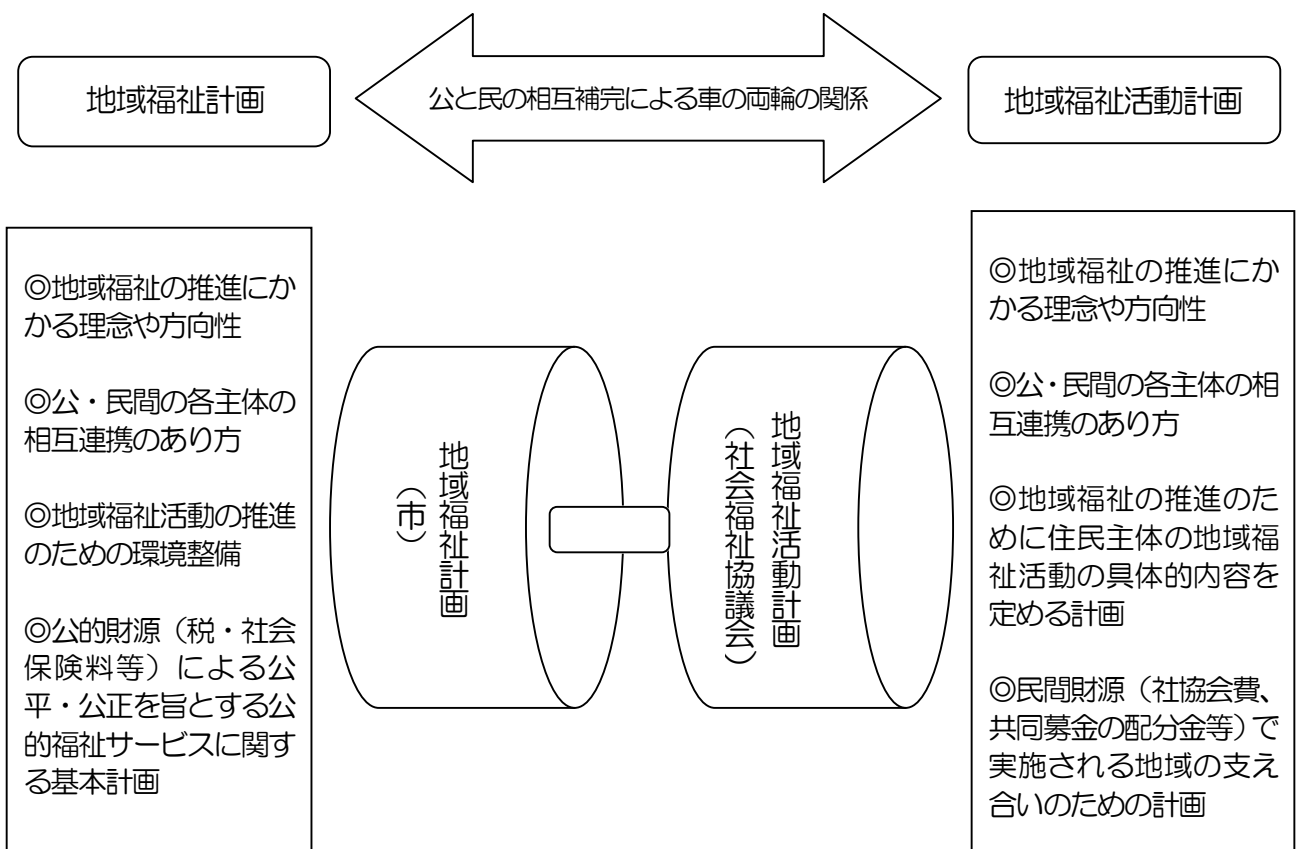 地域福祉計画
公と民の相互補完による車の両輪の関係
地域福祉活動計画
◎地域福祉の推進にか
かる理念や方向性
◎公・民間の各主体の
相互連携のあり方
◎地域福祉活動の推進
のための環境整備
◎公的財源（税・社会
保険料等）による公
平・公正を旨とする公
的福祉サービスに関す
る基本計画
地域福祉計画
（市）
地域福祉活動計画
（社会福祉協議会）
◎地域福祉の推進にか
かる理念や方向性
◎公・民間の各主体の相
互連携のあり方
◎地域福祉の推進のた
めに住民主体の地域福
祉活動の具体的内容を
定める計画
◎民間財源（社協会費、
共同募金の配分金等）で
実施される地域の支え
合いのための計画